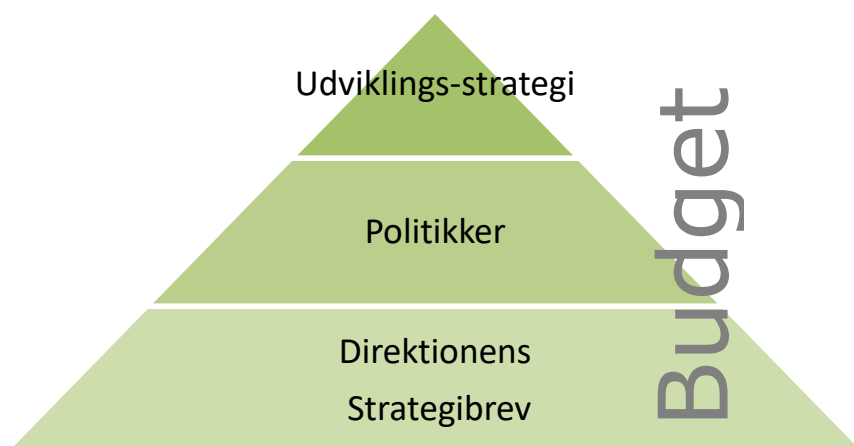 Udviklings-strategi
Politikker
Direktionens
Strategibrev
Budget